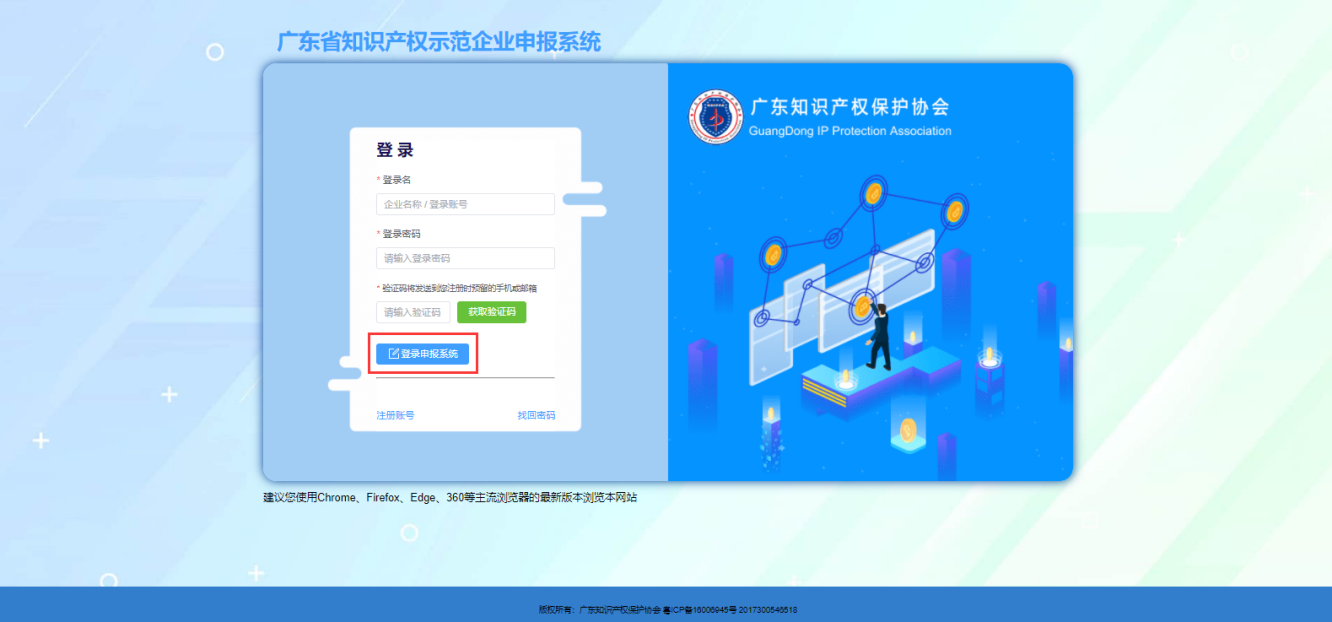 广东省知识产权示范企业申报系统
广东知识产权保护协会
GuangDong IP Protection Association
登 录
* 登录名
企业名称 / 登录账号
* 登录密码
请输入登录密码
* 验证码将发送到您注册时预留的手机或邮箱
请输入验证码 获取验证码
登录申报系统
注册账号 找回密码
建议您使用Chrome、Firefox、Edge、360等主流浏览器的最新版本浏览本网站
版权所有：广东知识产权保护协会 粤ICP备16006945号 2017300546518